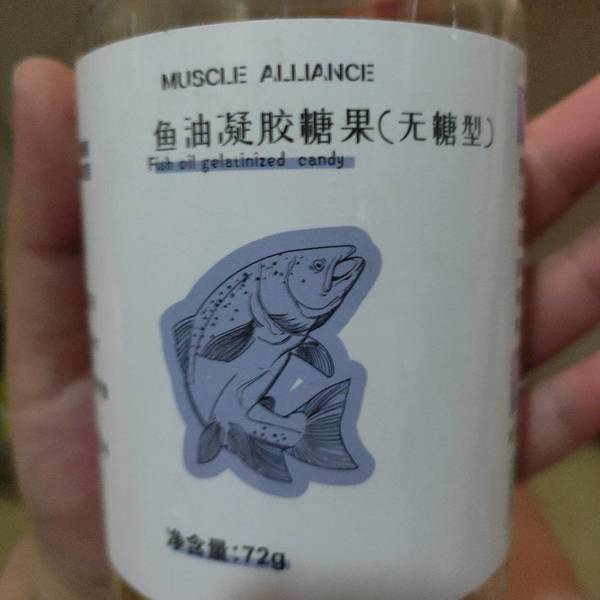 MUSCLE ALLIANCE
鱼油凝胶糖果(无糖型)
Fish oil gelatinized candy
净含量:72g